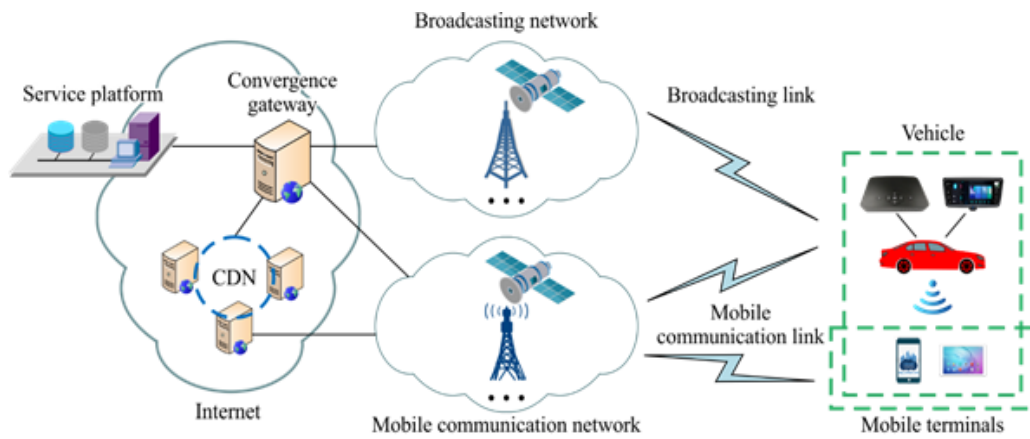 Broadcasting network
Service platform
Convergence
gateway
Broadcasting link
Vehicle
CDN
Mobile
communication link
Internet
Mobile communication network
Mobile terminals